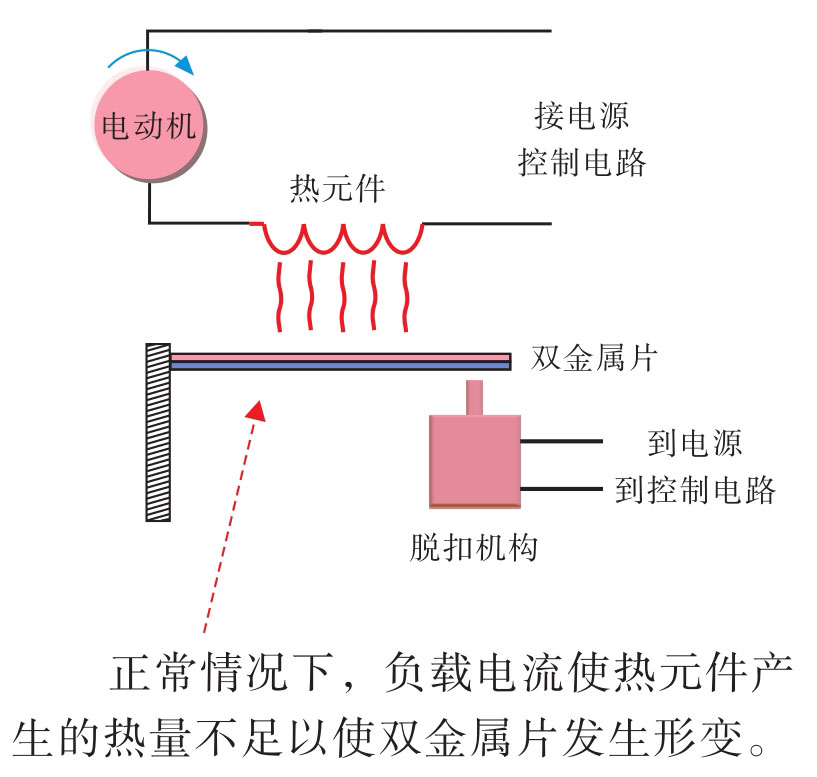 电动机
接电源
控制电路
热元件
双金属片
到电源
到控制电路
脱扣机构
正常情况下，负载电流使热元件产
生的热量不足以使双金属片发生形变。